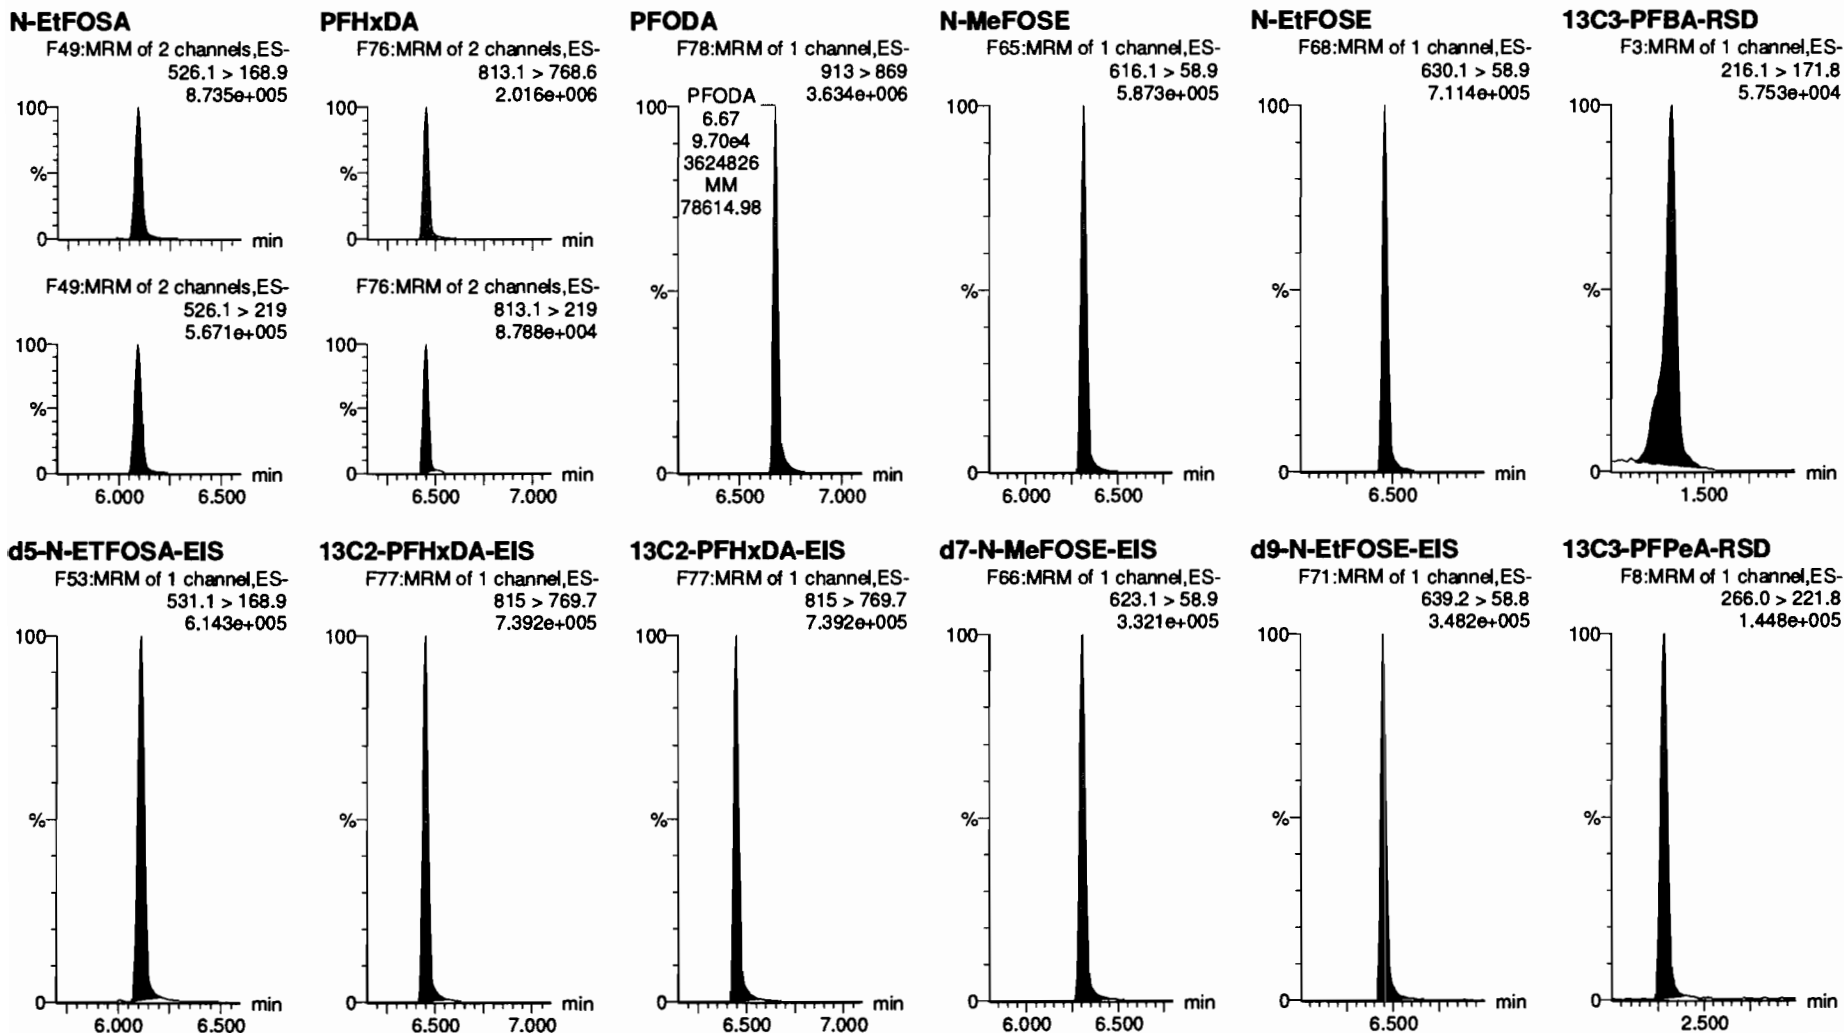 N-EtFOSA
F49:MRM of 2 channels,ES-
526.1 > 168.9
8.735e+005
100
%
0
min
F49:MRM of 2 channels,ES-
526.1 > 219
5.671e+005
100
%
0
min
6.000 6.500
PFHxDA
F76:MRM of 2 channels,ES-
813.1 > 768.6
2.016e+006
100
%
0
min
F76:MRM of 2 channels,ES-
813.1 > 219
8.788e+004
100
%
0
min
6.500 7.000
PFODA
F78:MRM of 1 channel,ES-
913 > 869
3.634e+006
100
PFODA
6.67
9.70e4
3624826
MM
78614.98
%
0
min
6.500 7.000
N-MeFOSE
F65:MRM of 1 channel,ES-
616.1 > 58.9
5.873e+005
100
%
0
min
6.000 6.500
N-EtFOSE
F68:MRM of 1 channel,ES-
630.1 > 58.9
7.114e+005
100
%
0
min
6.500
13C3-PFBA-RSD
F3:MRM of 1 channel,ES-
216.1 > 171.8
5.753e+004
100
%
0
min
1.500
d5-N-ETFOSA-EIS
F53:MRM of 1 channel,ES-
531.1 > 168.9
6.143e+005
100
%
0
min
6.000 6.500
13C2-PFHxDA-EIS
F77:MRM of 1 channel,ES-
815 > 769.7
7.392e+005
100
%
0
min
6.500 7.000
13C2-PFHxDA-EIS
F77:MRM of 1 channel,ES-
815 > 769.7
7.392e+005
100
%
0
min
6.500 7.000
d7-N-MeFOSE-EIS
F66:MRM of 1 channel,ES-
623.1 > 58.9
3.321e+005
100
%
0
min
6.000 6.500
d9-N-EtFOSE-EIS
F71:MRM of 1 channel,ES-
639.2 > 58.8
3.482e+005
100
%
0
min
6.500
13C3-PFPeA-RSD
F8:MRM of 1 channel,ES-
266.0 > 221.8
1.448e+005
100
%
0
min
2.500